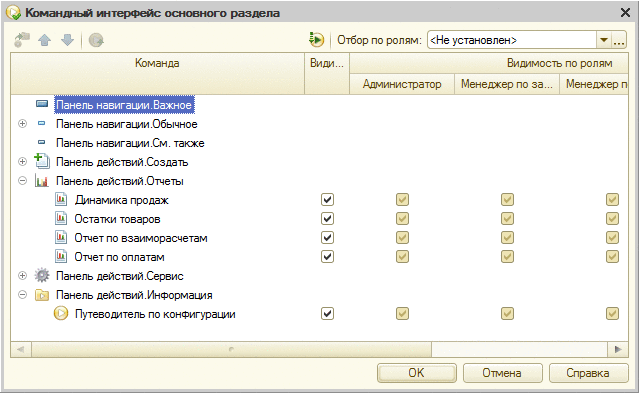 Командный интерфейс основного раздела
Отбор по ролям: <Не установлен>
Команда Види... Видимость по ролям
Администратор Менеджер по за... Менеджер п
Панель навигации.Важное
Панель навигации.Обычное
Панель навигации.См. также
Панель действий.Создать
Панель действий.Отчеты
Динамика продаж
Остатки товаров
Отчет по взаиморасчетам
Отчет по оплатам
Панель действий.Сервис
Панель действий.Информация
Путеводитель по конфигурации
OK Отмена Справка